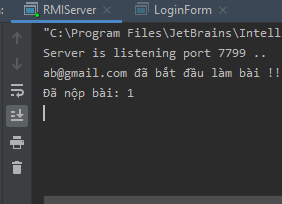 RMIServer
LoginForm
"C:\Program Files\JetBrains\Intell
Server is listening port 7799 ..
ab@gmail.com đã bắt đầu làm bài !!
Đã nộp bài: 1